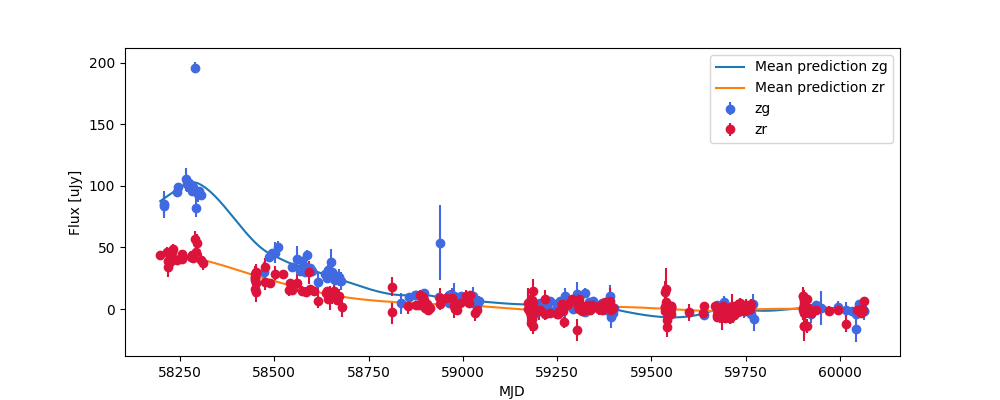 Flux [uJy]
200
150
100
50
0
Mean prediction zg
Mean prediction zr
zg
zr
58250
58500
58750
59000
59250
59500
59750
60000
MJD